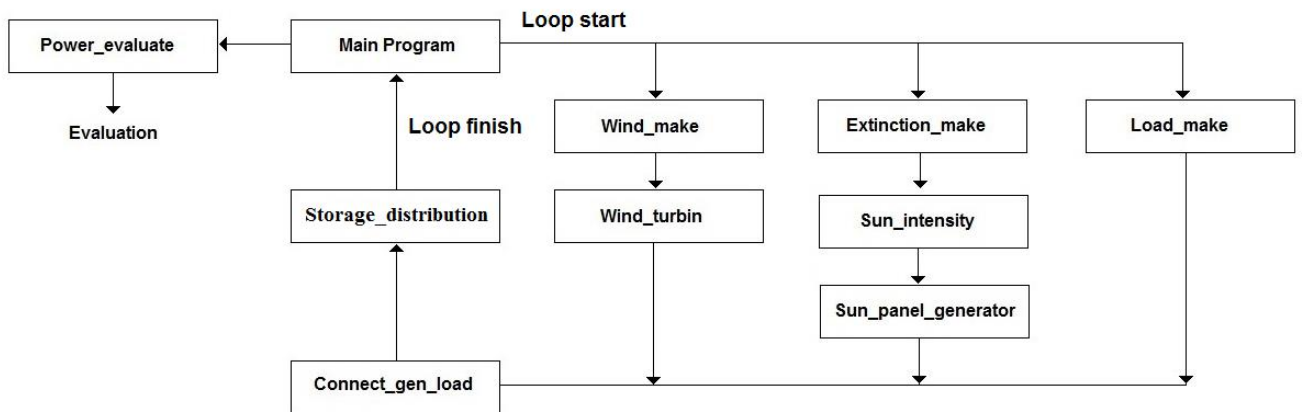 Loop start
Power_evaluate
Main Program
Evaluation
Loop finish
Wind_make
Extinction_make
Load_make
Storage_distribution
Wind_turbin
Sun_intensity
Sun_panel_generator
Connect_gen_load